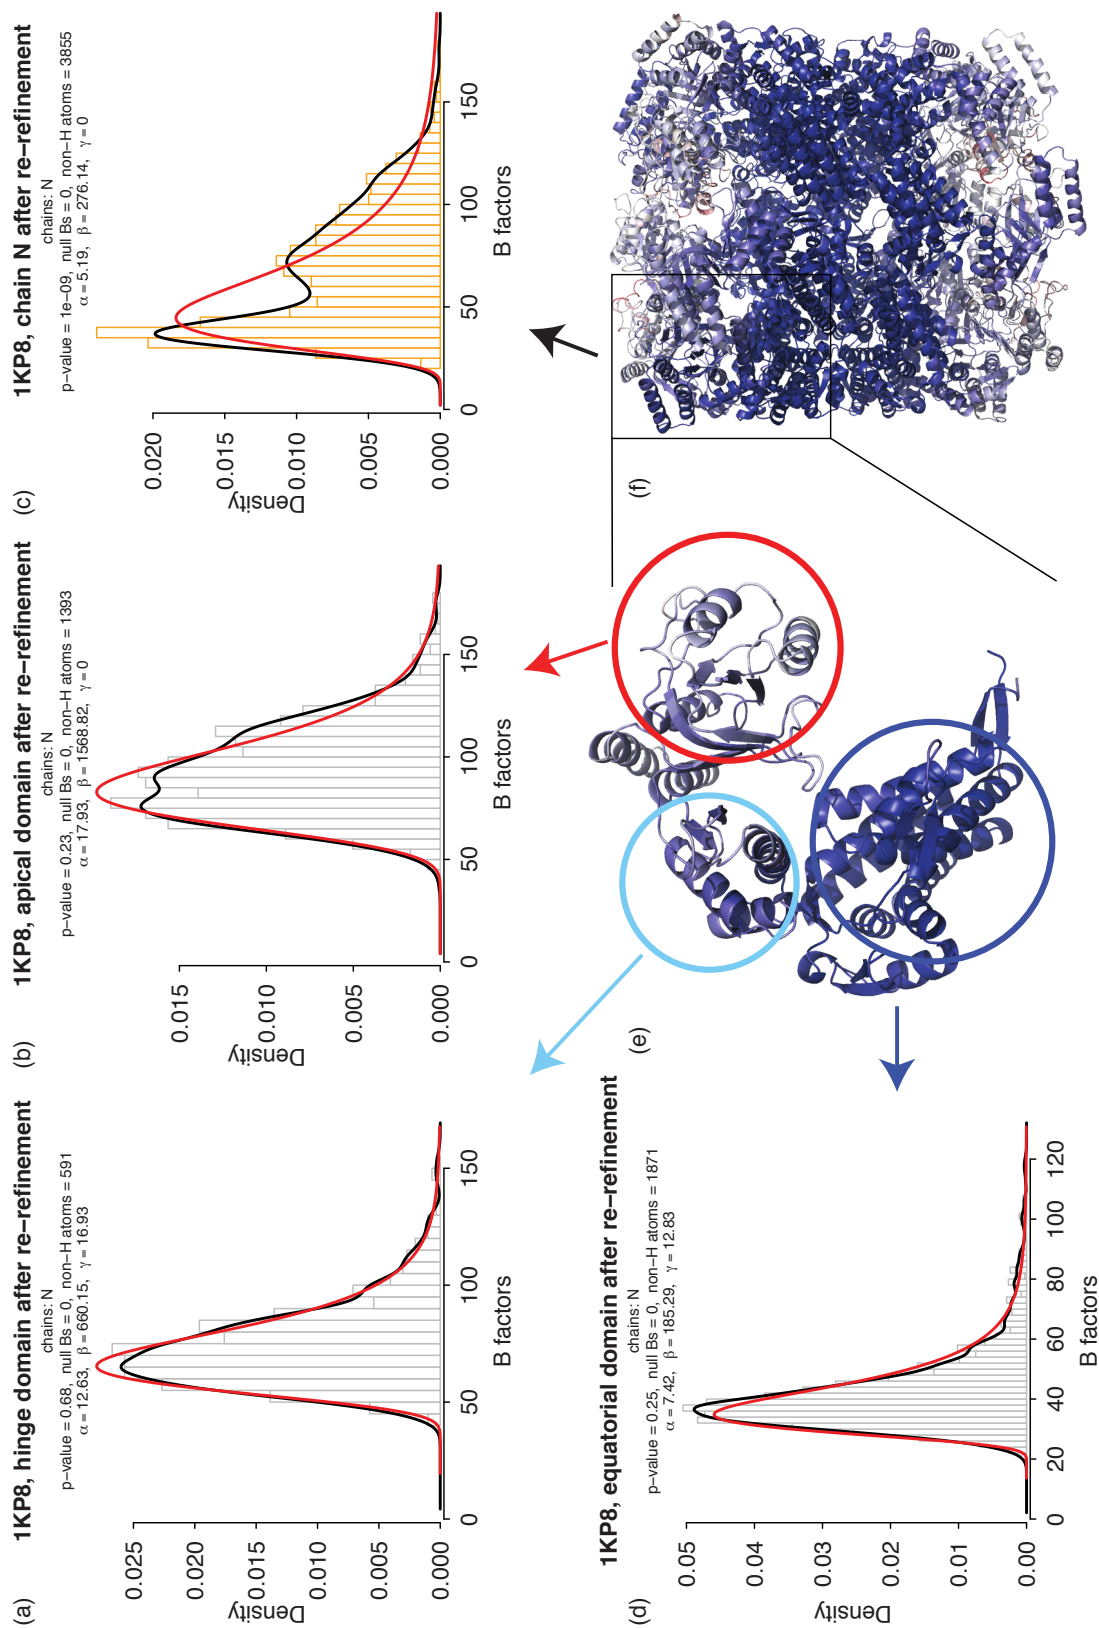 (a)
1KP8, hinge domain after re−refinement
chains: N
p−value = 0.68, null Bs = 0, non−H atoms = 591
α = 12.63, β = 660.15, γ = 16.93
Density
0.000
0.005
0.010
0.015
0.020
0.025
0
50
100
150
B factors
(b)
1KP8, apical domain after re−refinement
chains: N
p−value = 0.23, null Bs = 0, non−H atoms = 1393
α = 17.93, β = 1568.82, γ = 0
Density
0.000
0.005
0.010
0.015
0
50
100
150
B factors
(c)
1KP8, chain N after re−refinement
chains: N
p−value = 1e−09, null Bs = 0, non−H atoms = 3855
α = 5.19, β = 276.14, γ = 0
Density
0.000
0.005
0.010
0.015
0.020
0
50
100
150
B factors
(d)
1KP8, equatorial domain after re−refinement
chains: N
p−value = 0.25, null Bs = 0, non−H atoms = 1871
α = 7.42, β = 185.29, γ = 12.83
Density
0.00
0.01
0.02
0.03
0.04
0.05
0
20
40
60
80
100
120
B factors
(e)
(f)